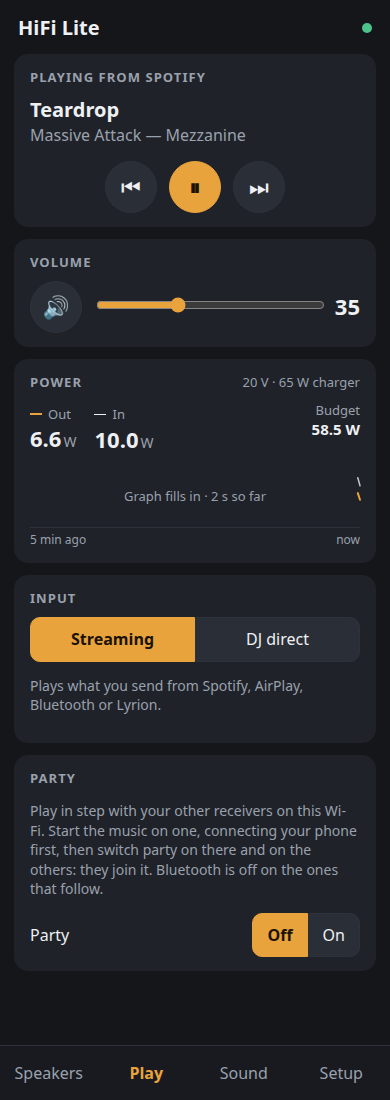 HiFi Lite
PLAYING FROM SPOTIFY
Teardrop
Massive Attack — Mezzanine
VOLUME
35
POWER
20 V · 65 W charger
Out
In
Budget
6.6 W
10.0 W
58.5 W
Graph fills in · 2 s so far
5 min ago
now
INPUT
Streaming
DJ direct
Plays what you send from Spotify, AirPlay,
Bluetooth or Lyrion.
PARTY
Play in step with your other receivers on this Wi-
Fi. Start the music on one, connecting your phone
first, then switch party on there and on the
others: they join it. Bluetooth is off on the ones
that follow.
Party
Off
On
Speakers
Play
Sound
Setup